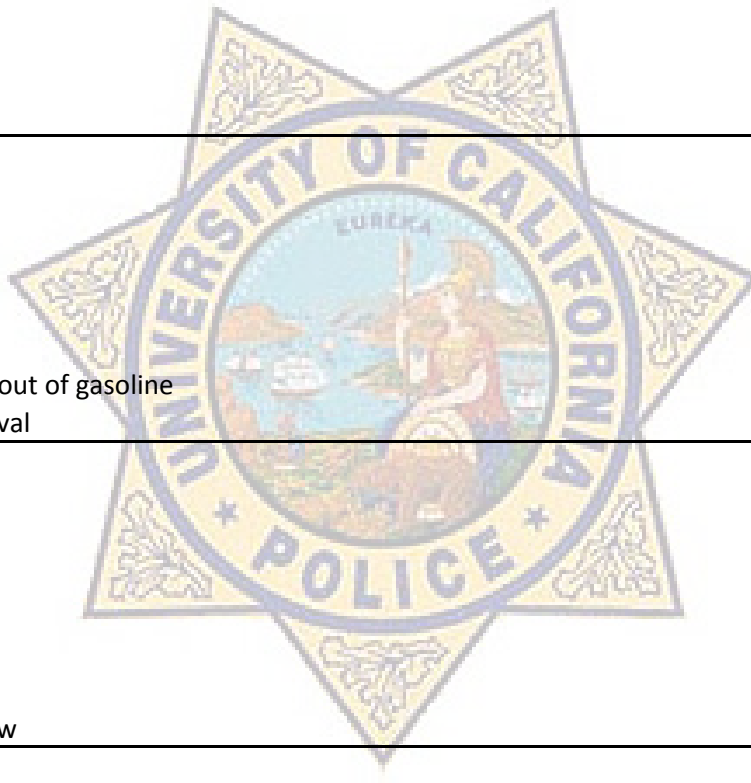 UNIVERSITY OF CALIFORNIA
EUREKA
out of gasoline
val
w
★ POLICE ★